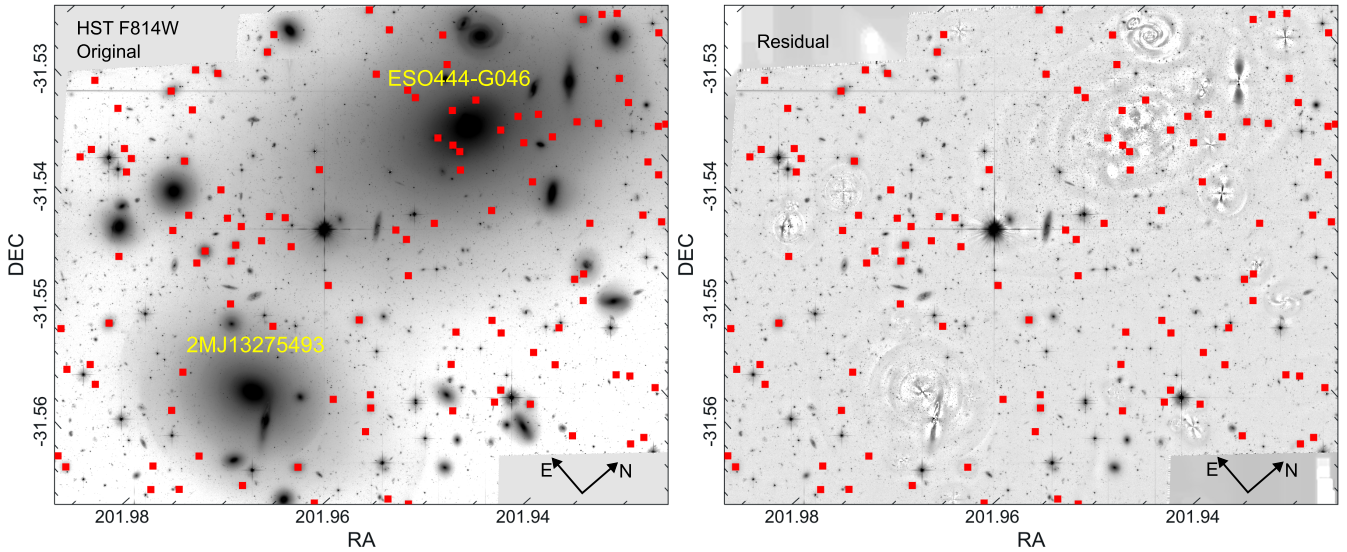 HST F814W
Original
ESO444-G046
2MJ13275493
E
N
-31.53
-31.54
-31.55
-31.56
DEC
201.98
201.96
201.94
RA
Residual
E
N
-31.53
-31.54
-31.55
-31.56
DEC
201.98
201.96
201.94
RA